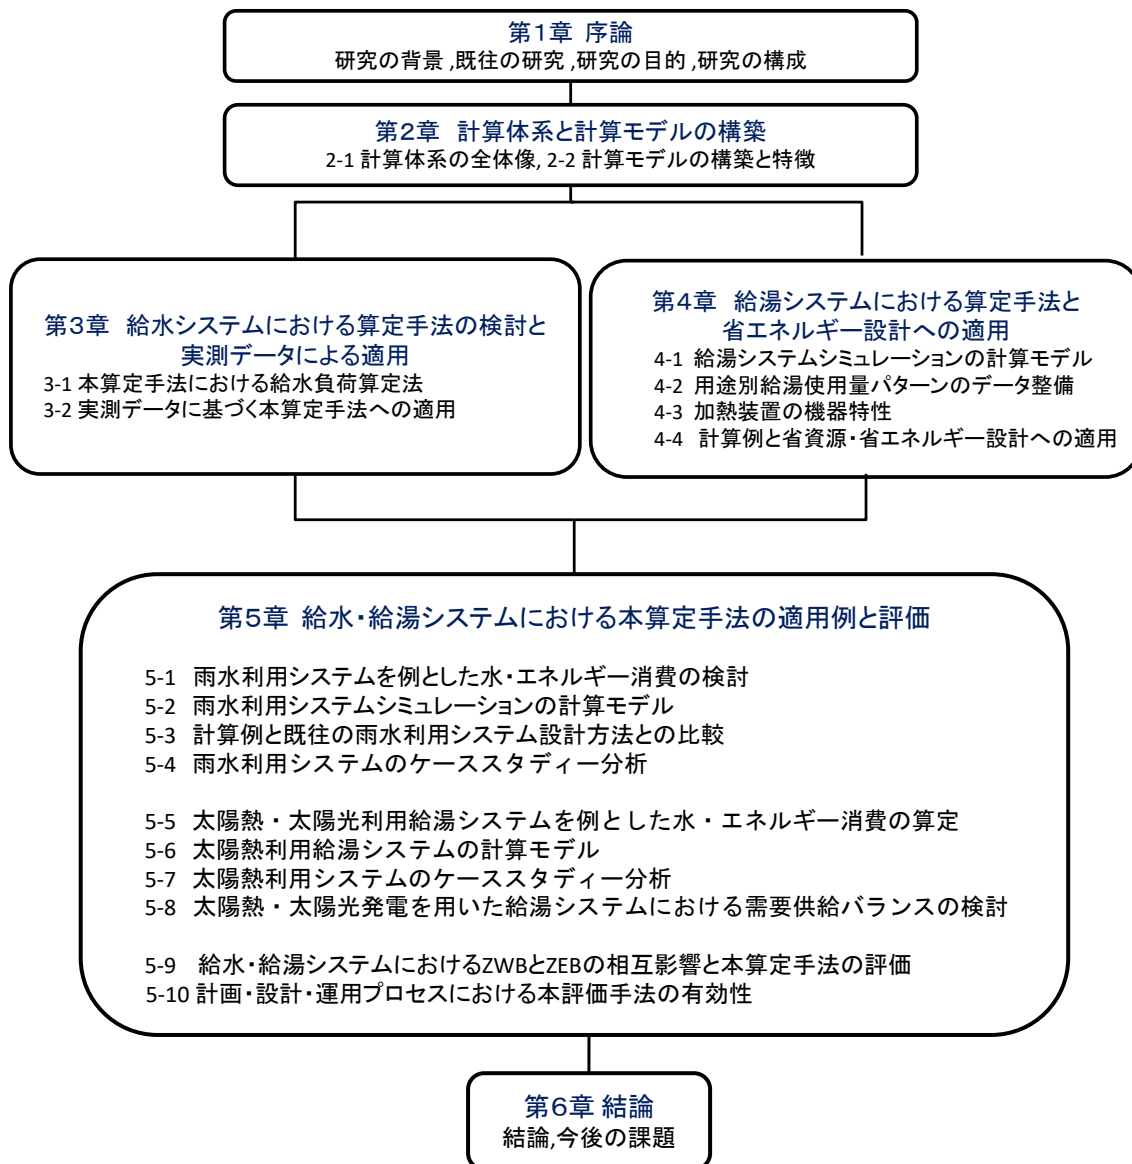 第1章 序論
研究の背景 ,既往の研究 ,研究の目的 ,研究の構成
第2章 計算体系と計算モデルの構築
2-1 計算体系の全体像, 2-2 計算モデルの構築と特徴
第3章 給水システムにおける算定手法の検討と
実測データによる適用
3-1 本算定手法における給水負荷算定法
3-2 実測データに基づく本算定手法への適用
第4章 給湯システムにおける算定手法と
省エネルギー設計への適用
4-1 給湯システムシミュレーションの計算モデル
4-2 用途別給湯使用量パターンのデータ整備
4-3 加熱装置の機器特性
4-4 計算例と省資源・省エネルギー設計への適用
第5章 給水・給湯システムにおける本算定手法の適用例と評価
5-1 雨水利用システムを例とした水・エネルギー消費の検討
5-2 雨水利用システムシミュレーションの計算モデル
5-3 計算例と既往の雨水利用システム設計方法との比較
5-4 雨水利用システムのケーススタディー分析
5-5 太陽熱・太陽光利用給湯システムを例とした水・エネルギー消費の算定
5-6 太陽熱利用給湯システムの計算モデル
5-7 太陽熱利用システムのケーススタディー分析
5-8 太陽熱・太陽光発電を用いた給湯システムにおける需要供給バランスの検討
5-9 給水・給湯システムにおけるZWBとZEBの相互影響と本算定手法の評価
5-10 計画・設計・運用プロセスにおける本評価手法の有効性
第6章 結論
結論,今後の課題